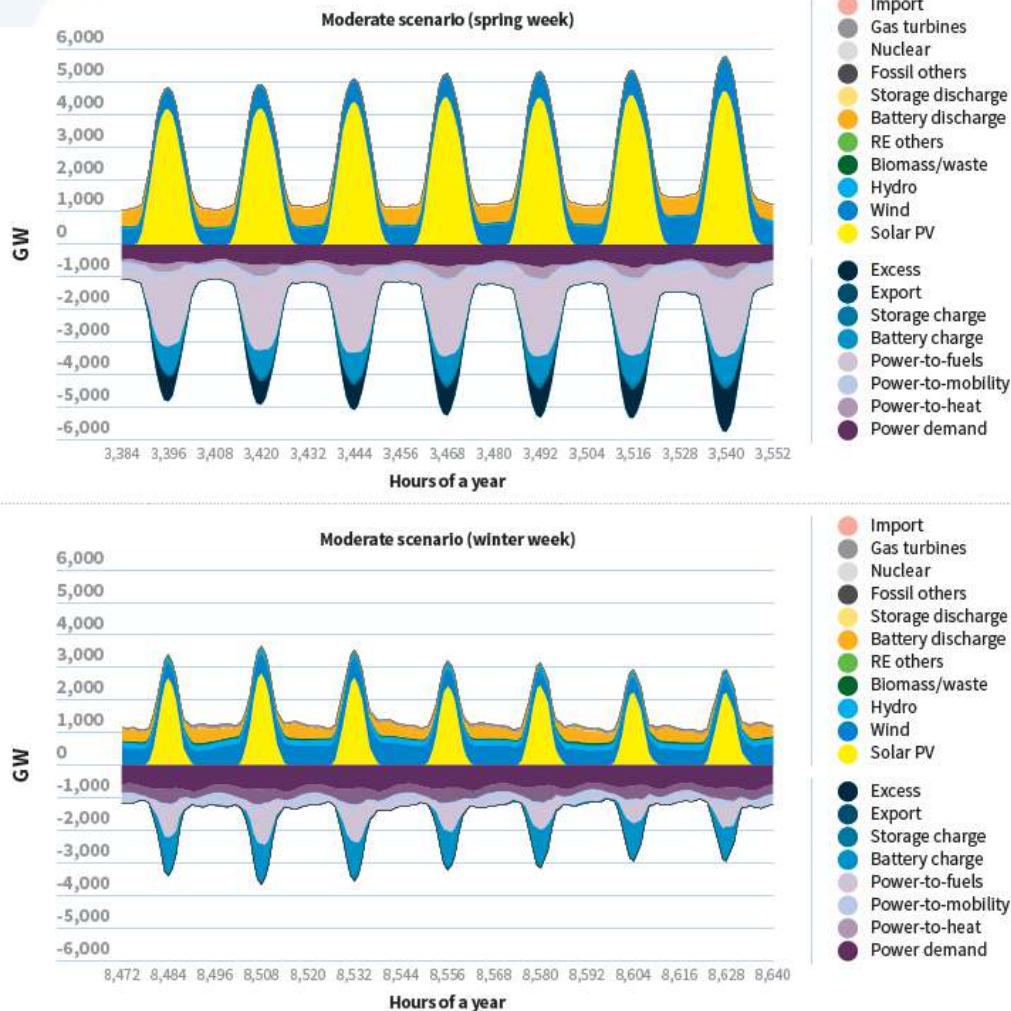 Moderate scenario (spring week)
6,000
5,000
4,000
3,000
2,000
1,000
0
-1,000
-2,000
-3,000
-4,000
-5,000
-6,000
GW
3,384 3,396 3,408 3,420 3,432 3,444 3,456 3,468 3,480 3,492 3,504 3,516 3,528 3,540 3,552
Hours of a year
Import
Gas turbines
Nuclear
Fossil others
Storage discharge
Battery discharge
RE others
Biomass/waste
Hydro
Wind
Solar PV
Excess
Export
Storage charge
Battery charge
Power-to-fuels
Power-to-mobility
Power-to-heat
Power demand
Moderate scenario (winter week)
6,000
5,000
4,000
3,000
2,000
1,000
0
-1,000
-2,000
-3,000
-4,000
-5,000
-6,000
GW
8,472 8,484 8,496 8,508 8,520 8,532 8,544 8,556 8,568 8,580 8,592 8,604 8,616 8,628 8,640
Hours of a year
Import
Gas turbines
Nuclear
Fossil others
Storage discharge
Battery discharge
RE others
Biomass/waste
Hydro
Wind
Solar PV
Excess
Export
Storage charge
Battery charge
Power-to-fuels
Power-to-mobility
Power-to-heat
Power demand